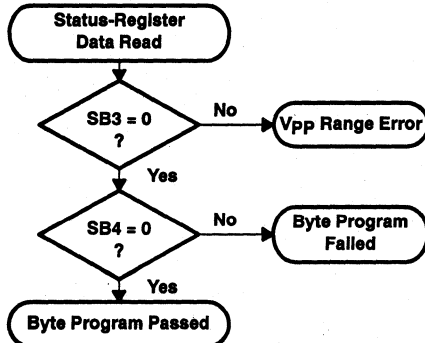 Status-Register
Data Read
SB3 = 0
?
No
VPP Range Error
Yes
SB4 = 0
?
No
Byte Program
Failed
Yes
Byte Program Passed